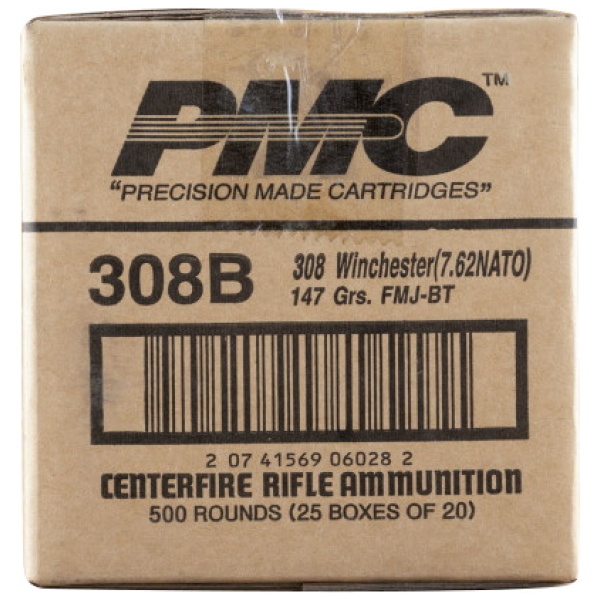 PMC™
"PRECISION MADE CARTRIDGES"
308B
308 Winchester(7.62NATO)
147 Grs. FMJ-BT
2 07 41569 06028 2
CENTERFIRE RIFLE AMMUNITION
500 ROUNDS (25 BOXES OF 20)